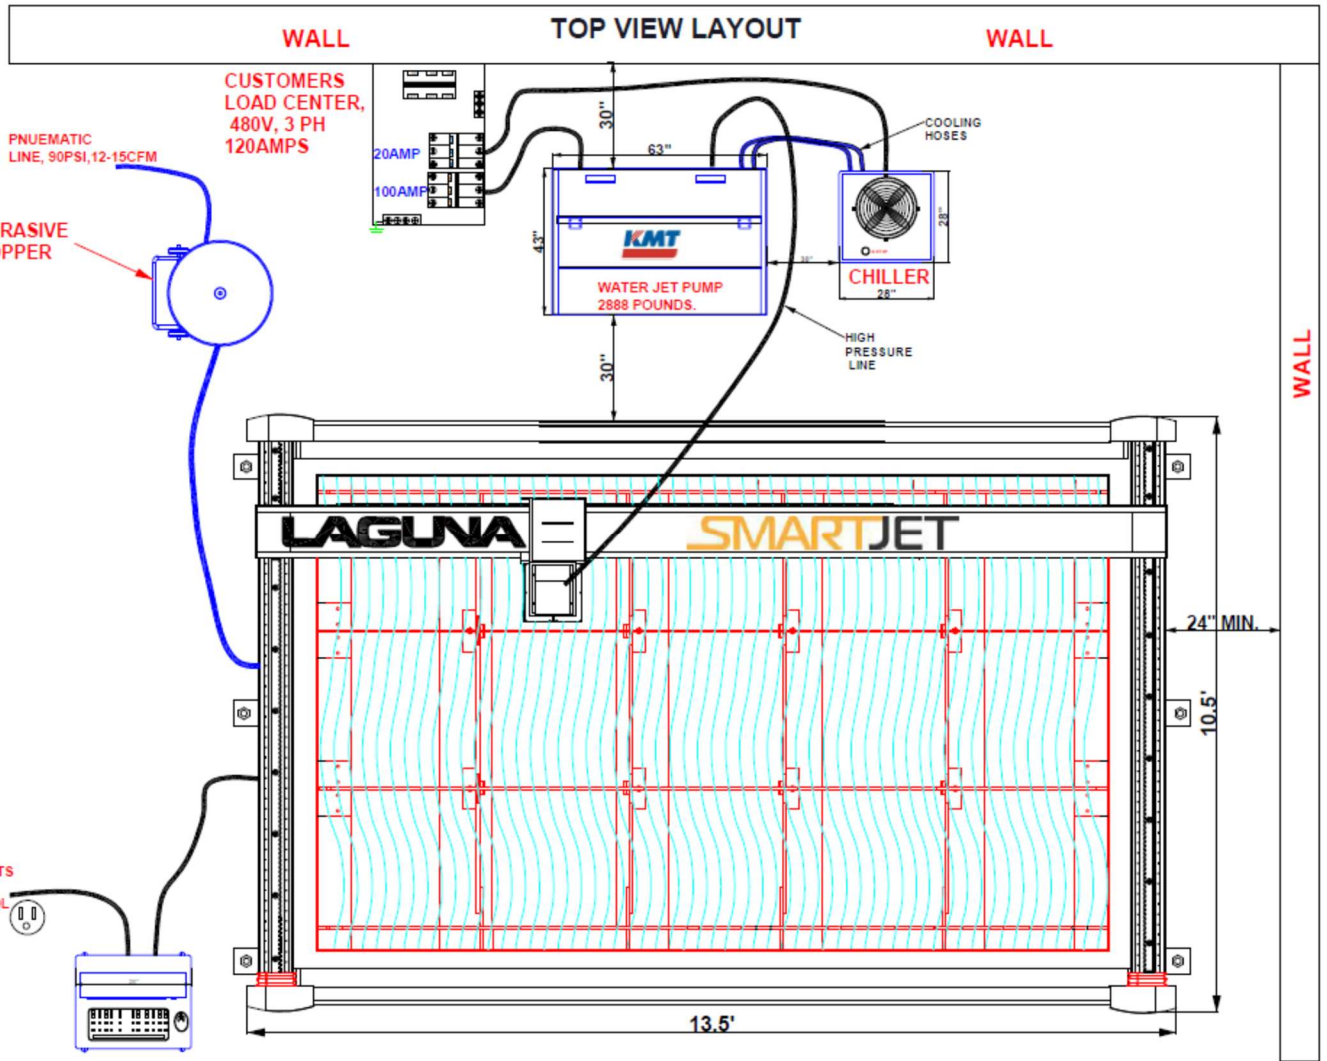 TOP VIEW LAYOUT
WALL
WALL
CUSTOMERS
LOAD CENTER,
480V, 3 PH
120AMPS
PNUEMATIC
LINE, 90PSI,12-15CFM
20AMP
100AMP
30"
63"
COOLING
HOSES
43"
KMT
WATER JET PUMP
2888 POUNDS.
28"
CHILLER
28"
RASIVE
PPER
HIGH
PRESSURE
LINE
30"
WALL
LAGUNA
SMARTJET
24" MIN.
10.5'
TS
OL
13.5'